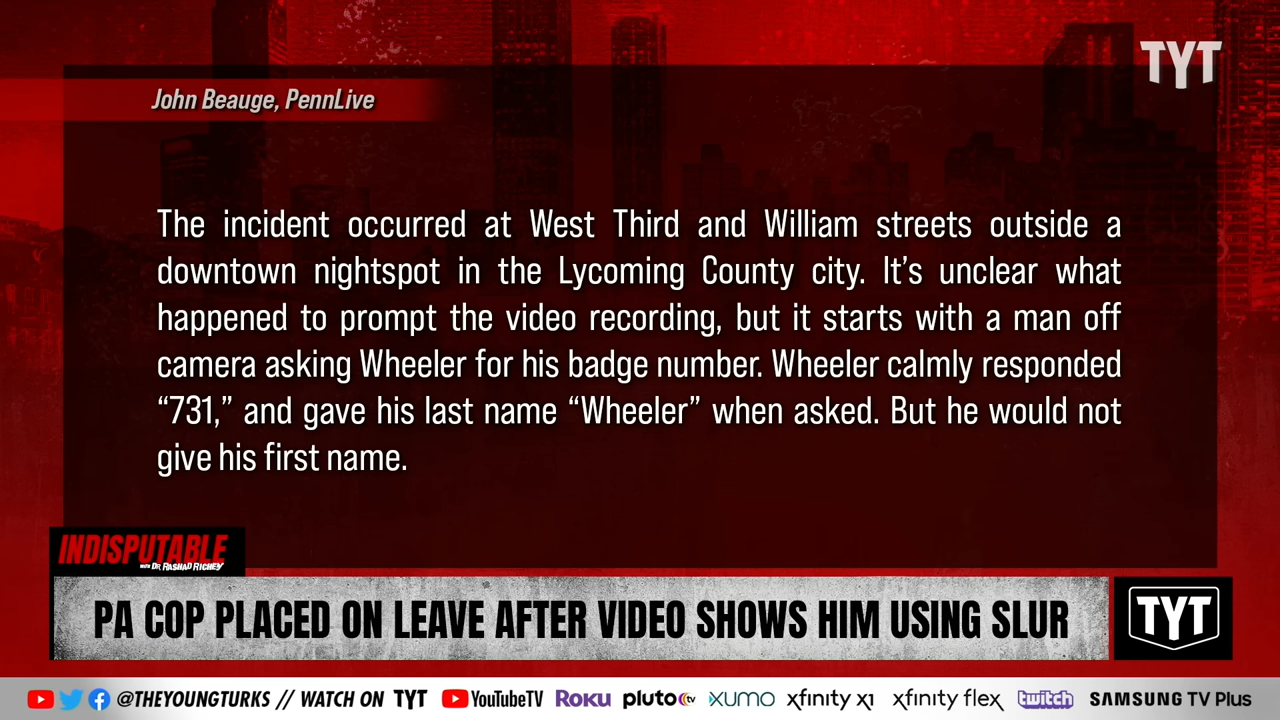 TYT
John Beauge, PennLive
The incident occurred at West Third and William streets outside a
downtown nightspot in the Lycoming County city. It’s unclear what
happened to prompt the video recording, but it starts with a man off
camera asking Wheeler for his badge number. Wheeler calmly responded
“731,” and gave his last name “Wheeler” when asked. But he would not
give his first name.
INDISPUTABLE
WITH DR. RASHAD RICHEY
PA COP PLACED ON LEAVE AFTER VIDEO SHOWS HIM USING SLUR
TYT
@THEYOUNGTURKS // WATCH ON TYT YouTubeTV ROKU pluto tv XUMO xfinity x1 xfinity flex twitch SAMSUNG TV Plus